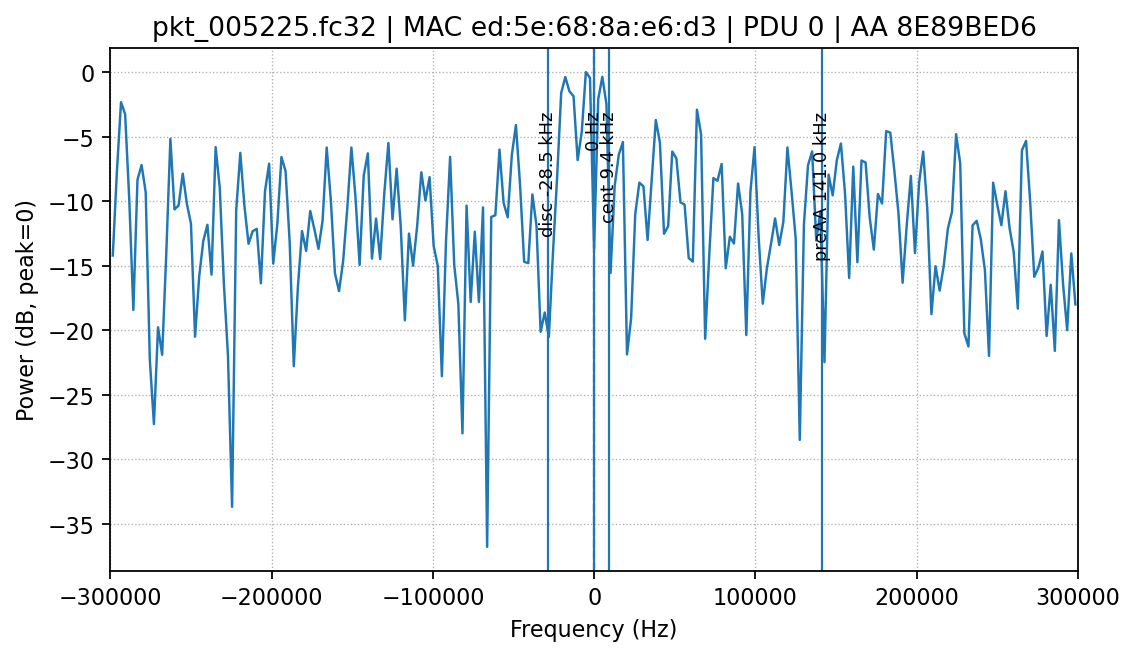 pkt_005225.fc32 | MAC ed:5e:68:8a:e6:d3 | PDU 0 | AA 8E89BED6
0
−5
−10
−15
−20
−25
−30
−35
Power (dB, peak=0)
disc -28.5 kHz
0 Hz
cent 9.4 kHz
preAA 141.0 kHz
−300000
−200000
−100000
0
100000
200000
300000
Frequency (Hz)